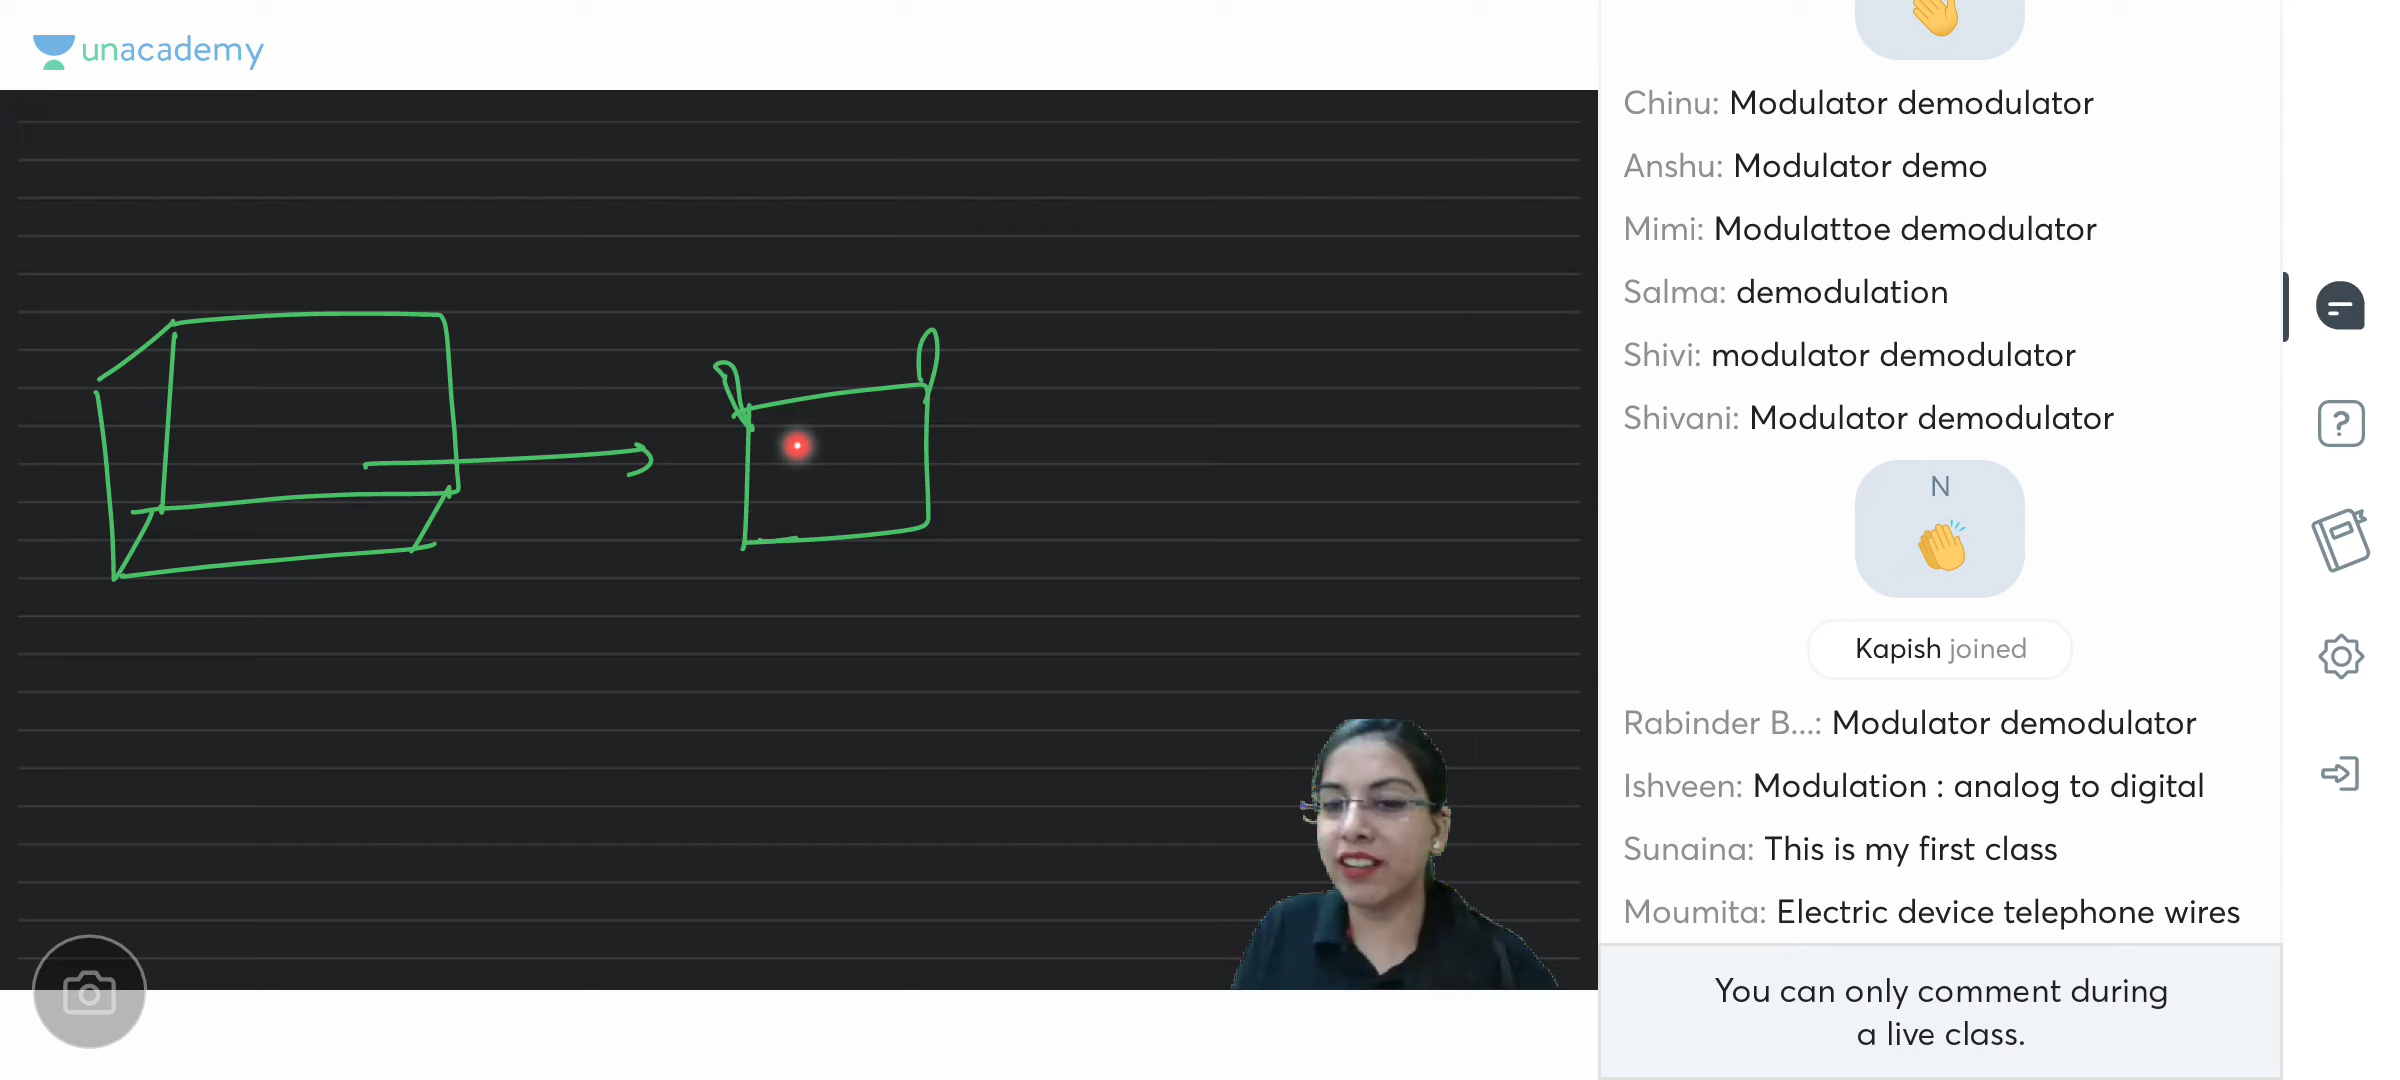 unacademy
Chinu: Modulator demodulator
Anshu: Modulator demo
Mimi: Modulattoe demodulator
Salma: demodulation
Shivi: modulator demodulator
Shivani: Modulator demodulator
N
Kapish joined
Rabinder B...: Modulator demodulator
Ishveen: Modulation : analog to digital
Sunaina: This is my first class
Moumita: Electric device telephone wires
You can only comment during
a live class.
?